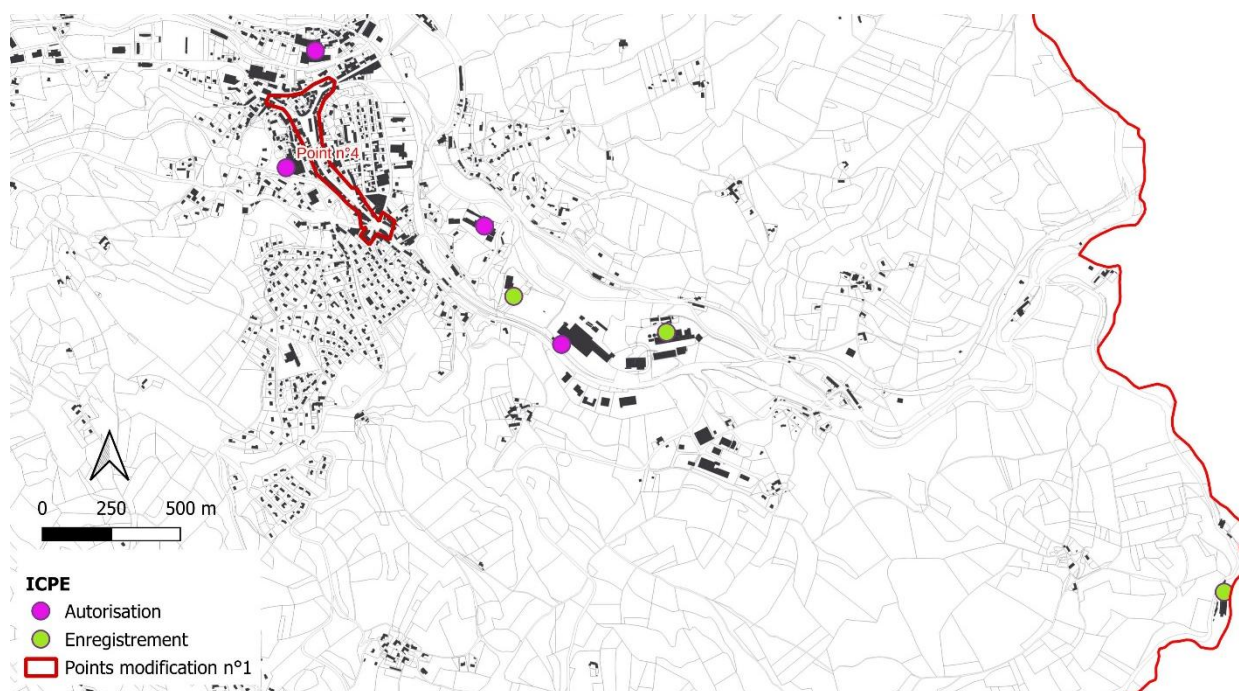 Point n°4
0 250 500 m
ICPE
Autorisation
Enregistrement
Points modification n°1